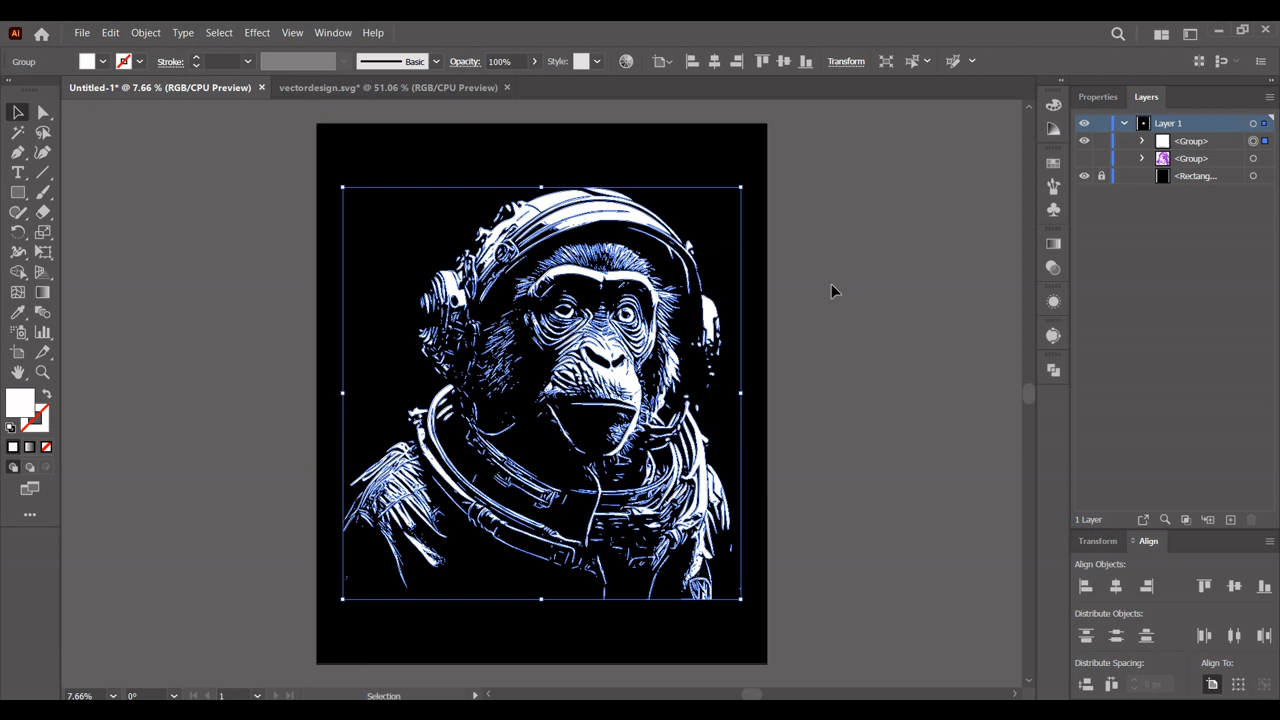 Ai File Edit Object Type Select Effect View Window Help
Group Stroke: Basic Opacity: 100% Style: Transform
Untitled-1* @ 7.66 % (RGB/CPU Preview) × vectordesign.svg* @ 51.06 % (RGB/CPU Preview) ×
Properties Layers
Layer 1
<Group>
<Group>
<Rectang...
1 Layer
Transform Align
Align Objects:
Distribute Objects:
Distribute Spacing: Align To:
0 px
7.66% 0° 1 Selection